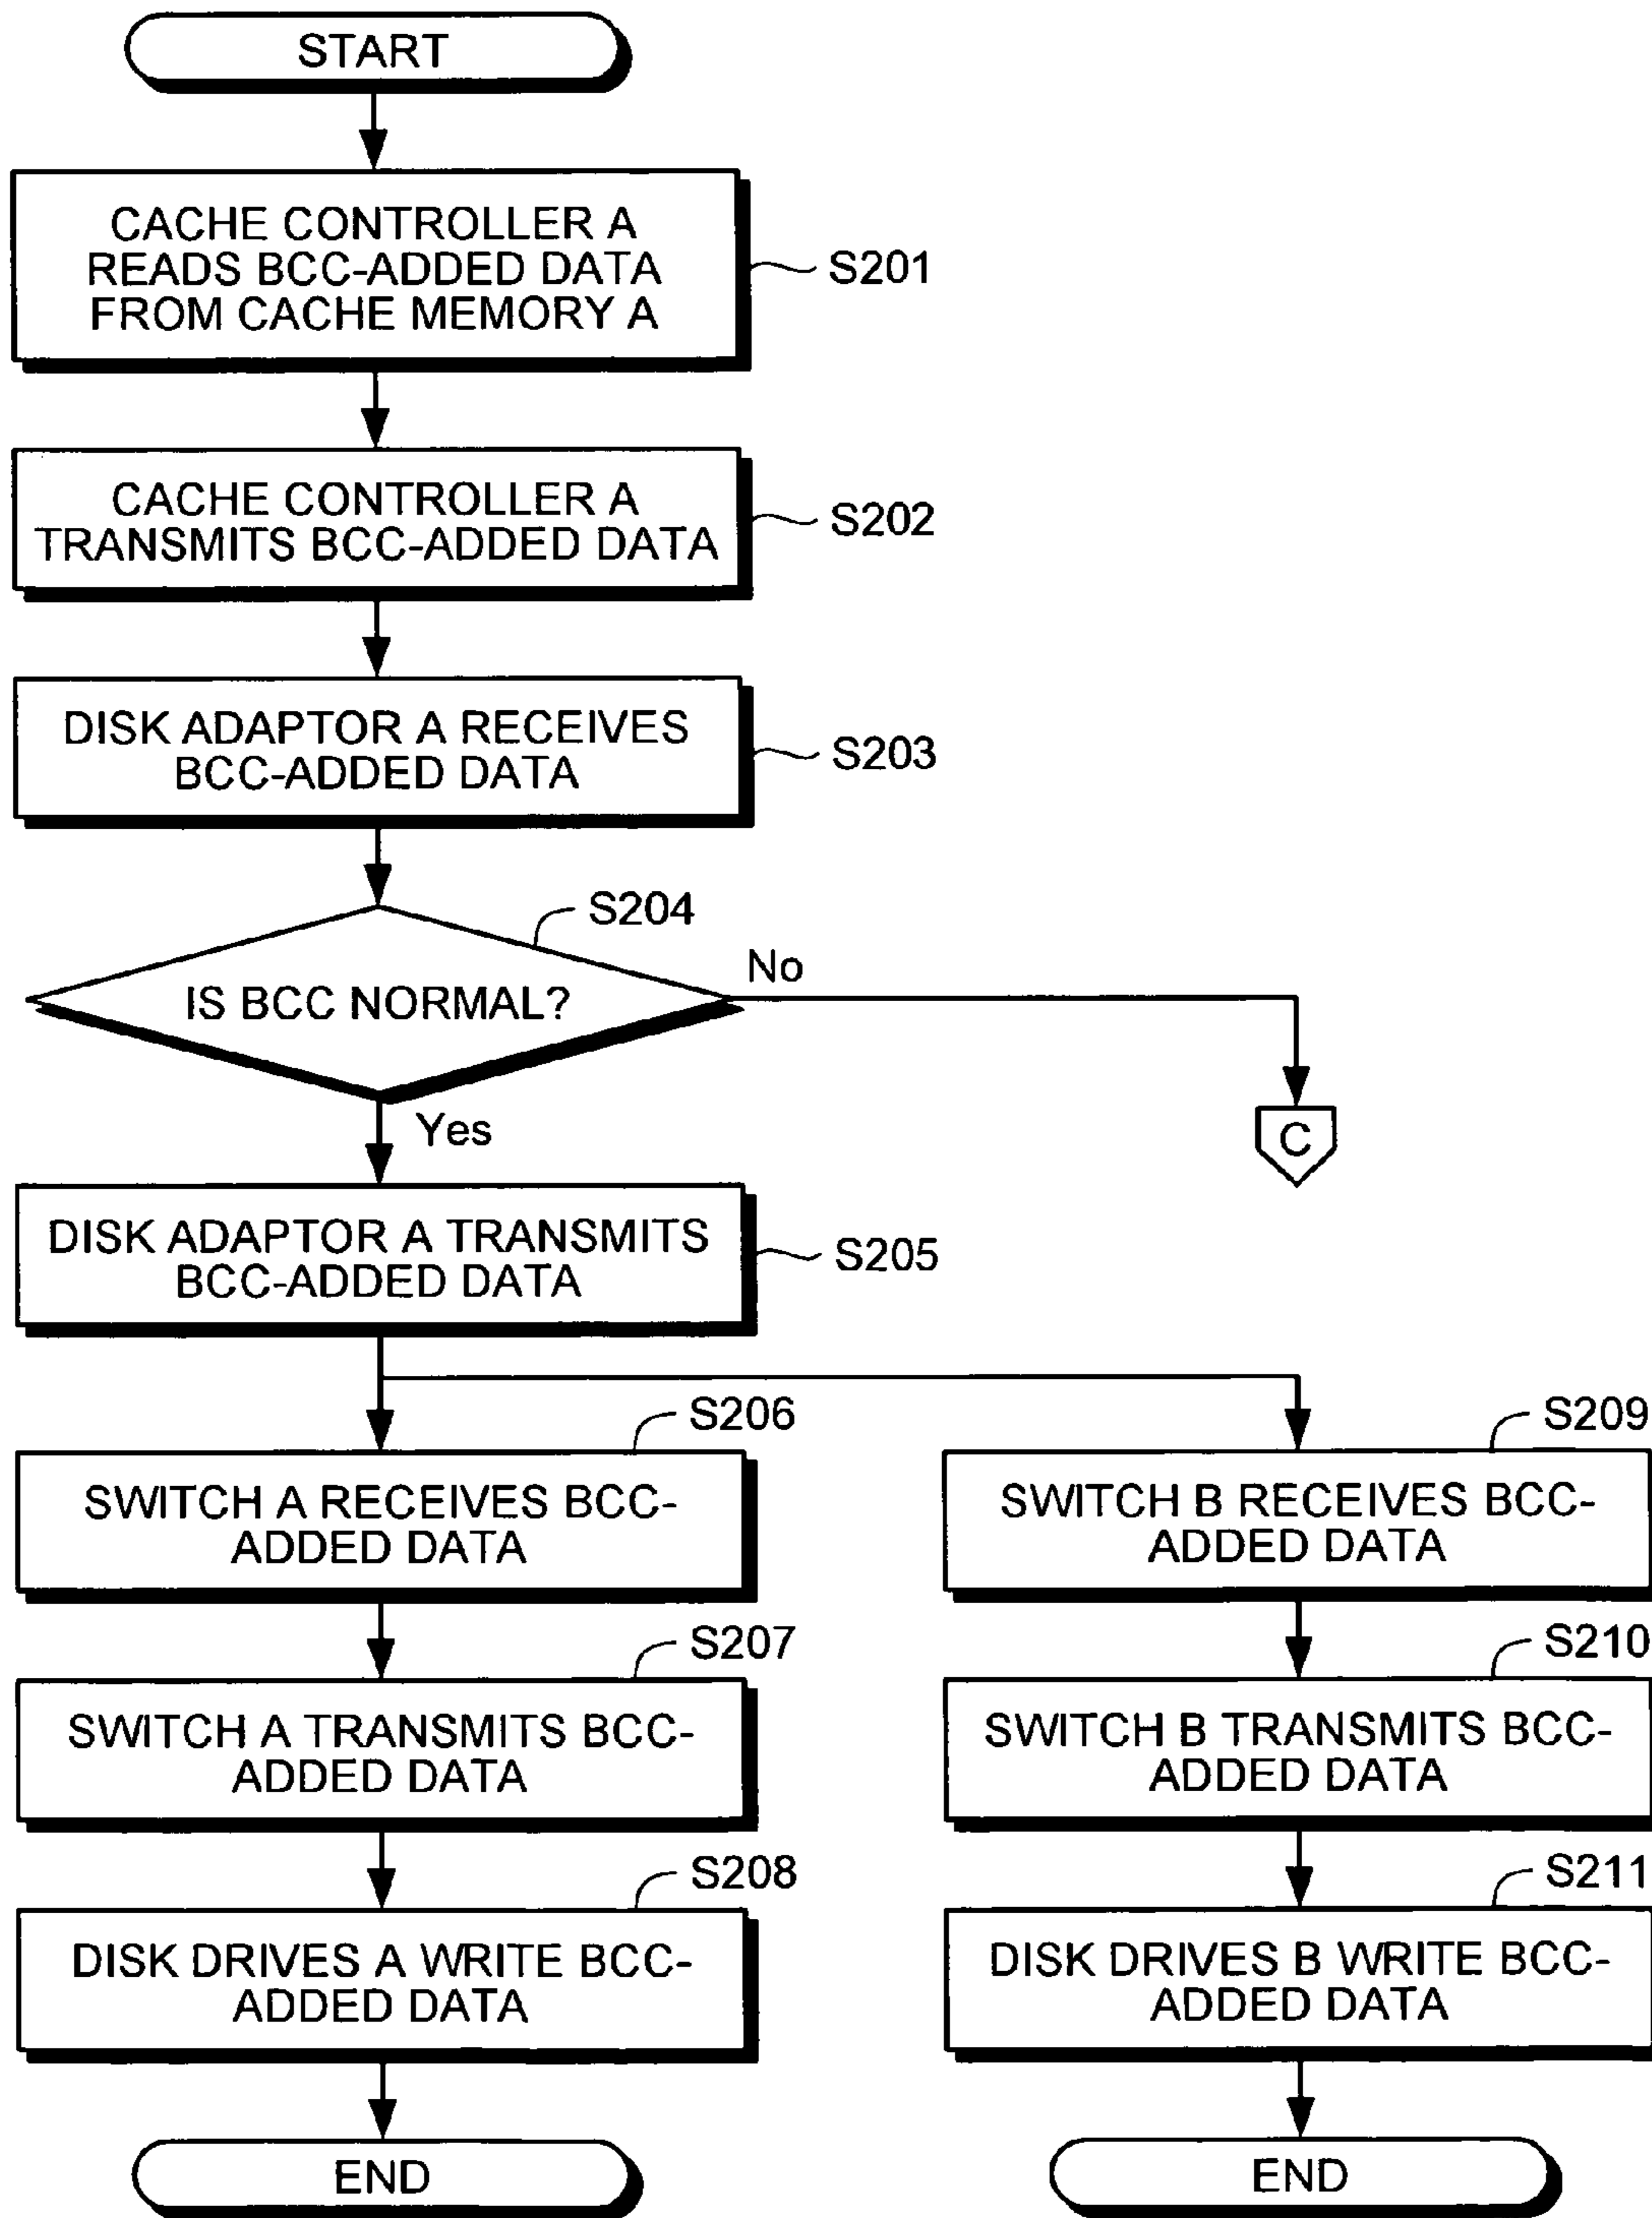 START
CACHE CONTROLLER A
READS BCC-ADDED DATA
FROM CACHE MEMORY A
S201
CACHE CONTROLLER A
TRANSMITS BCC-ADDED DATA
S202
DISK ADAPTOR A RECEIVES
BCC-ADDED DATA
S203
S204
IS BCC NORMAL?
No
C
Yes
DISK ADAPTOR A TRANSMITS
BCC-ADDED DATA
S205
S206
SWITCH A RECEIVES BCC-
ADDED DATA
S207
SWITCH A TRANSMITS BCC-
ADDED DATA
S208
DISK DRIVES A WRITE BCC-
ADDED DATA
END
S209
SWITCH B RECEIVES BCC-
ADDED DATA
S210
SWITCH B TRANSMITS BCC-
ADDED DATA
S211
DISK DRIVES B WRITE BCC-
ADDED DATA
END